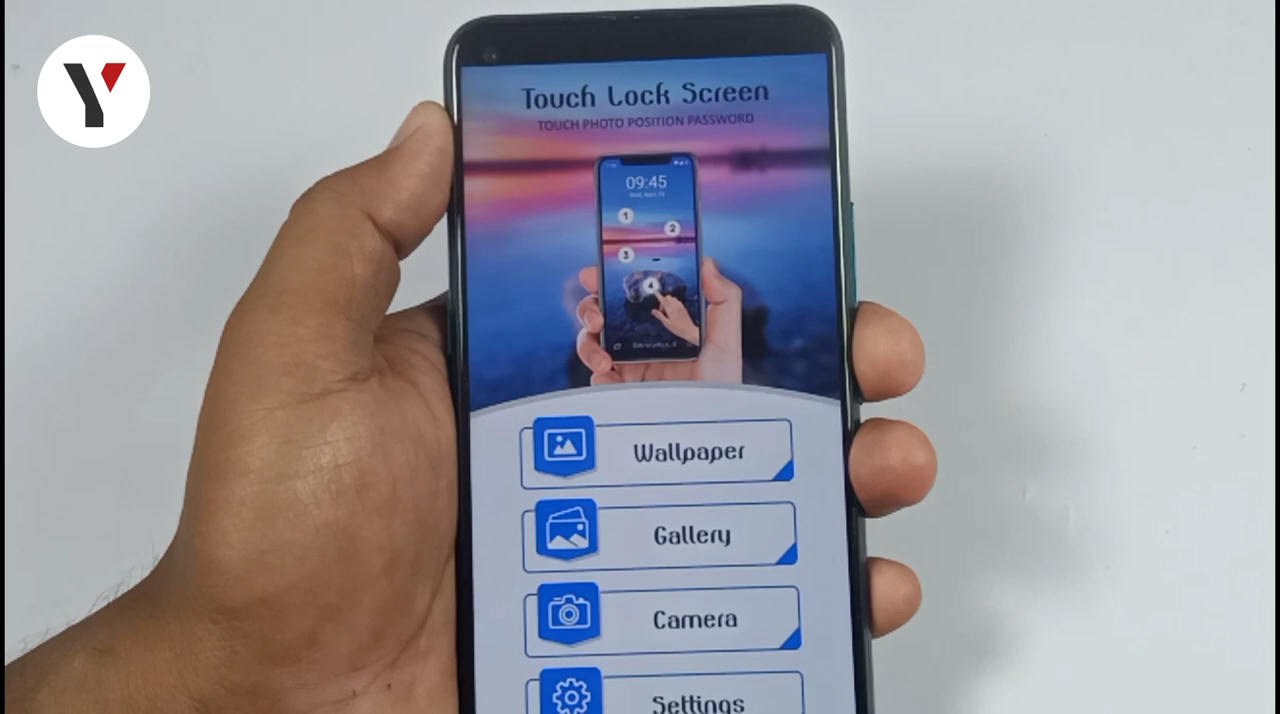 Y
Touch Lock Screen
TOUCH PHOTO POSITION PASSWORD
09:45
1
2
3
4
Wallpaper
Gallery
Camera
Settings